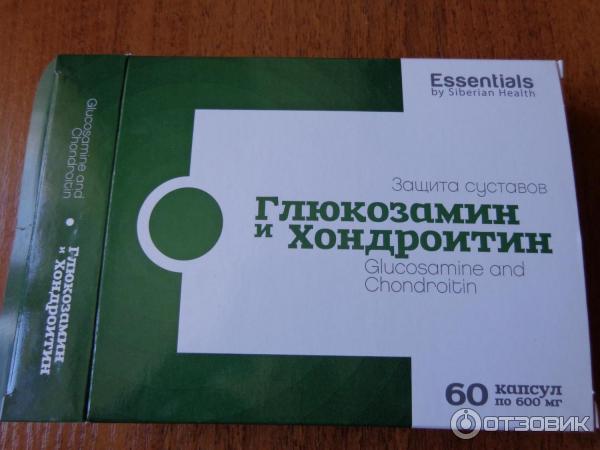 Essentials
by Siberian Health
Защита суставов
Глюкозамин
и Хондроитин
Glucosamine and
Chondroitin
60 капсул
по 600 мг
Glucosamine and
Chondroitin
Глюкозамин
и Хондроитин
ОТЗОВИК